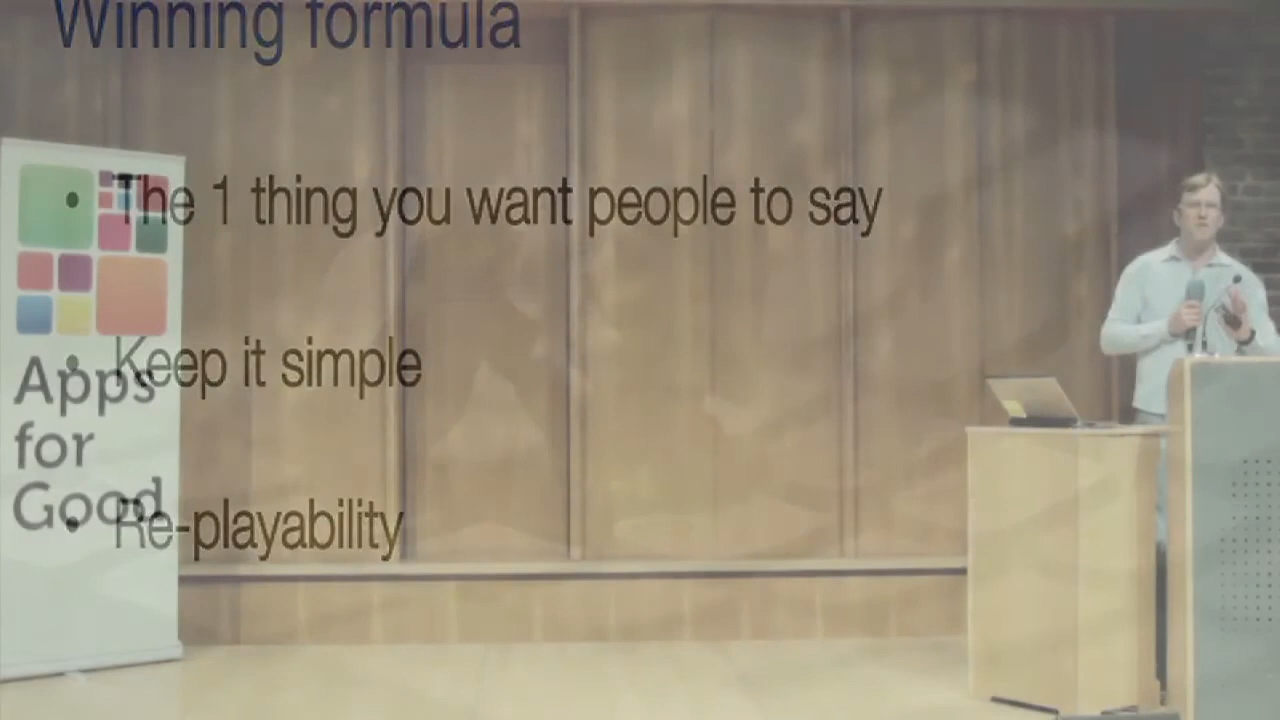 Winning formula
• The 1 thing you want people to say
• Keep it simple
• Re-playability
Apps
for
Good